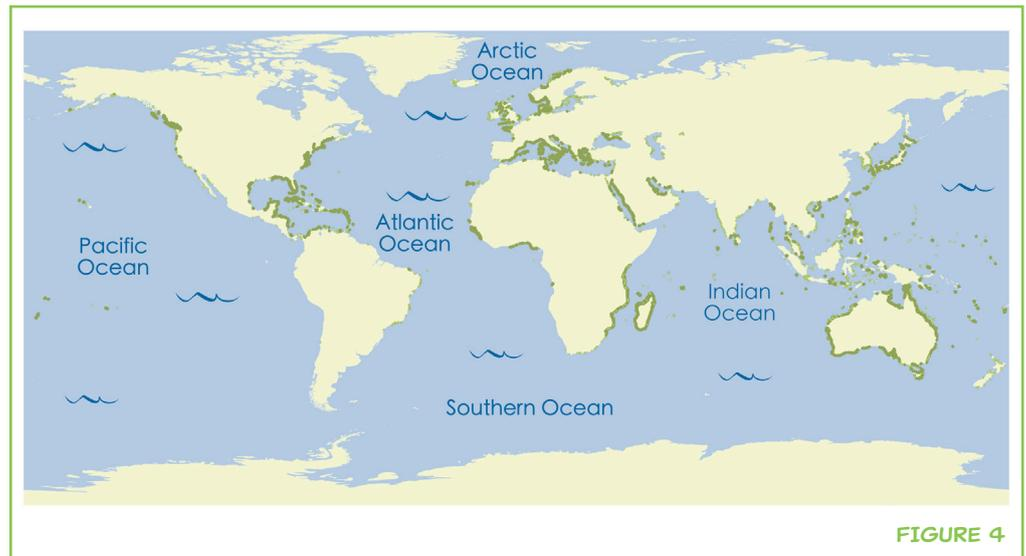 Arctic
Ocean
Atlantic
Ocean
Pacific
Ocean
Indian
Ocean
Southern Ocean
FIGURE 4